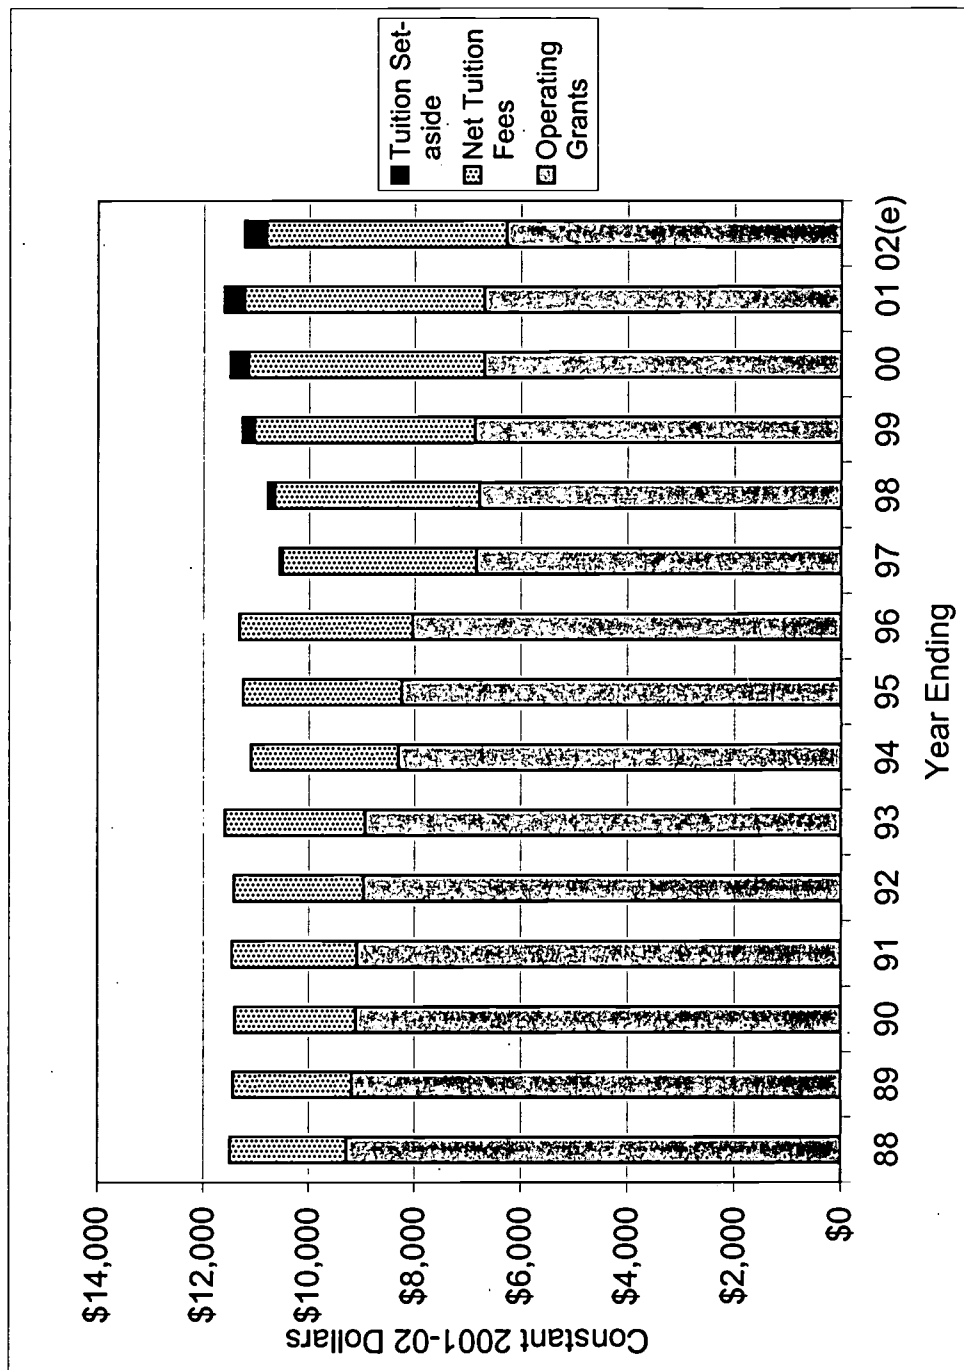 $14,000
$12,000
$10,000
$8,000
$6,000
$4,000
$2,000
$0
Constant 2001-02 Dollars
88
89
90
91
92
93
94
95
96
97
98
99
00
01
02(e)
Year Ending
Tuition Set-
aside
Net Tuition
Fees
Operating
Grants